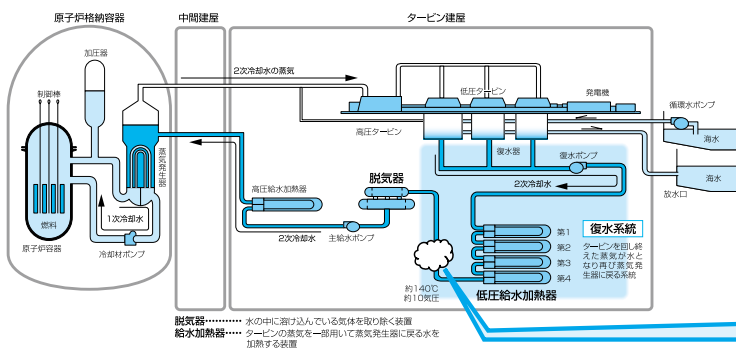 原子炉格納容器
中間建屋
タービン建屋
加圧器
制御棒
2次冷却水の蒸気
低圧タービン
発電機
循環水ポンプ
海水
高圧タービン
蒸気発生器
復水器
復水ポンプ
海水
放水口
脱気器
2次冷却水
高圧給水加熱器
1次冷却水
燃料
原子炉容器
冷却材ポンプ
2次冷却水
主給水ポンプ
第1
第2
第3
第4
復水系統
タービンを回し終
えた蒸気が水と
なり再び蒸気発
生器に戻る系統
約140℃
約10気圧
低圧給水加熱器
脱気器………… 水の中に溶け込んでいる気体を取り除く装置
給水加熱器…… タービンの蒸気を一部用いて蒸気発生器に戻る水を
加熱する装置